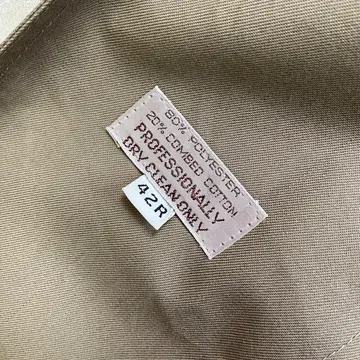 80% POLYESTER
20% COMBED COTTON
PROFESSIONALLY
DRY CLEAN ONLY
42R